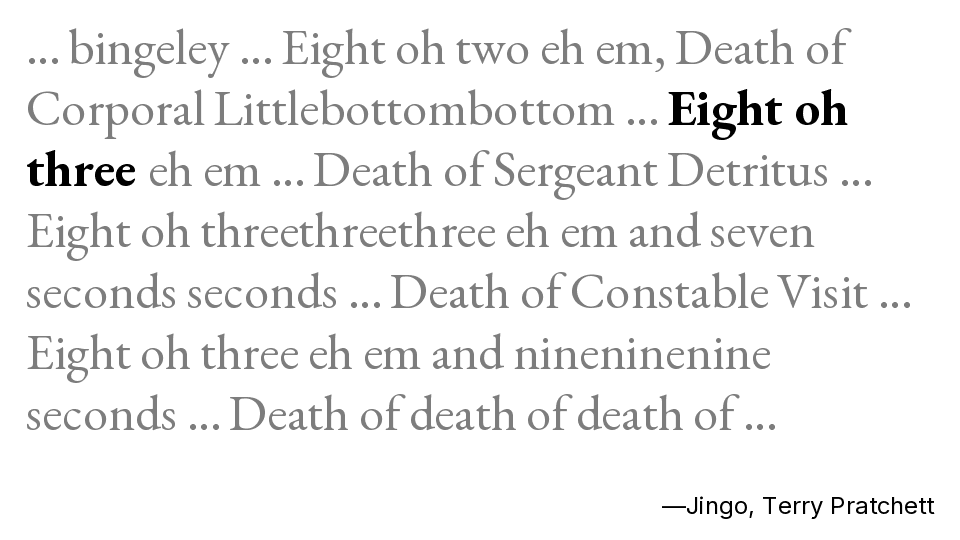 ... bingeley ... Eight oh two eh em, Death of
Corporal Littlebottombottom ... Eight oh
three eh em ... Death of Sergeant Detritus ...
Eight oh threethreethree eh em and seven
seconds seconds ... Death of Constable Visit ...
Eight oh three eh em and nineninenine
seconds ... Death of death of death of ...
—Jingo, Terry Pratchett